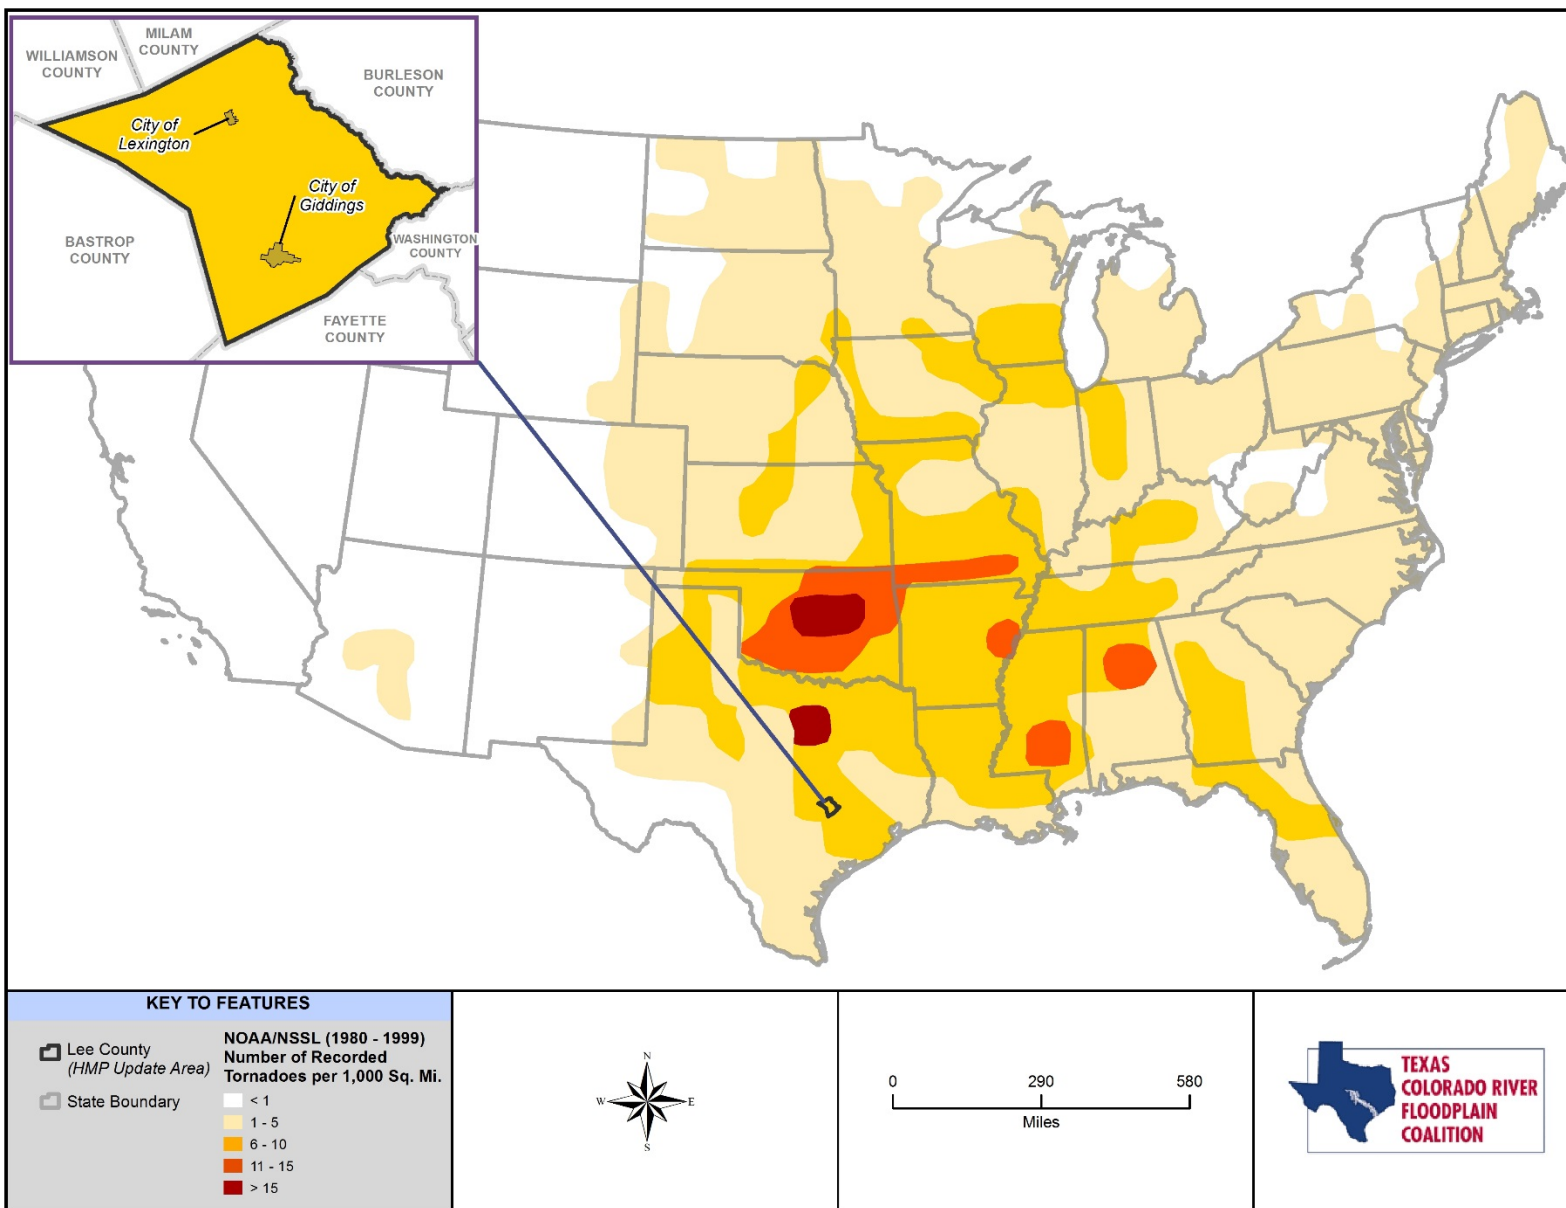 MILAM
COUNTY
WILLIAMSON
COUNTY
BURLESON
COUNTY
City of
Lexington
City of
Giddings
BASTROP
COUNTY
WASHINGTON
COUNTY
FAYETTE
COUNTY
KEY TO FEATURES
Lee County
(HMP Update Area)
State Boundary
NOAA/NSSL (1980 - 1999)
Number of Recorded
Tornadoes per 1,000 Sq. Mi.
< 1
1 - 5
6 - 10
11 - 15
> 15
N
W E
S
0 290 580
Miles
TEXAS
COLORADO RIVER
FLOODPLAIN
COALITION